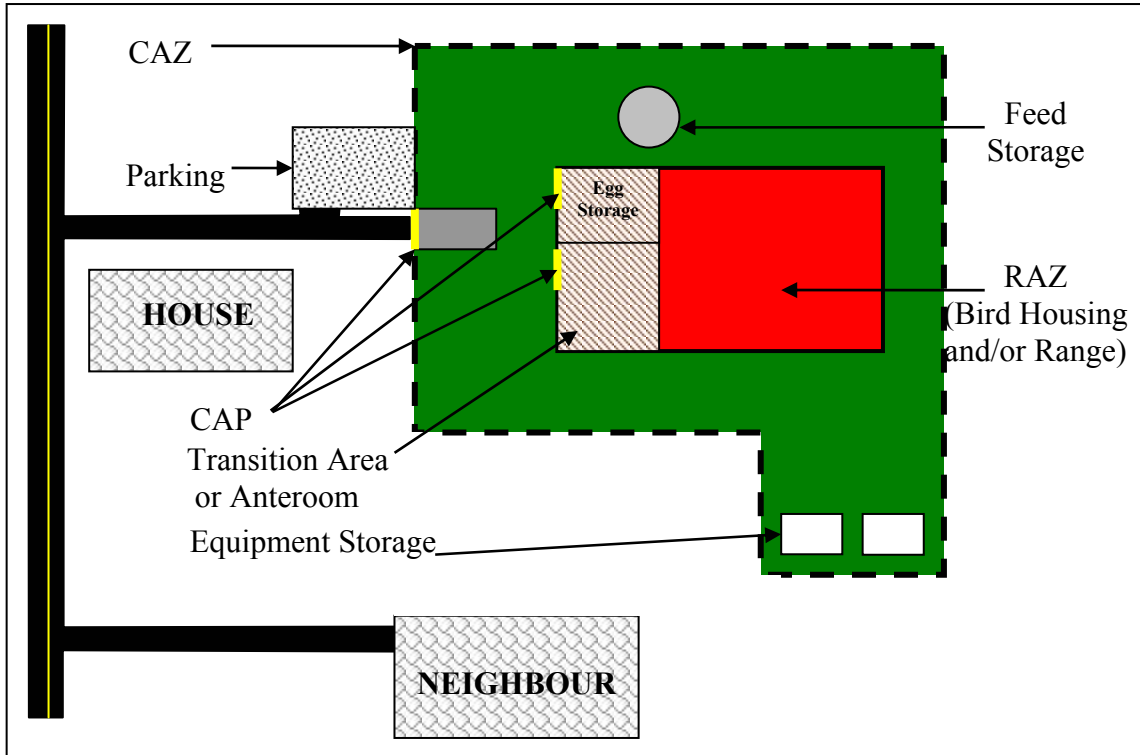 CAZ
Feed
Storage
Parking
Egg
Storage
HOUSE
RAZ
(Bird Housing
and/or Range)
CAP
Transition Area
or Anteroom
Equipment Storage
NEIGHBOUR